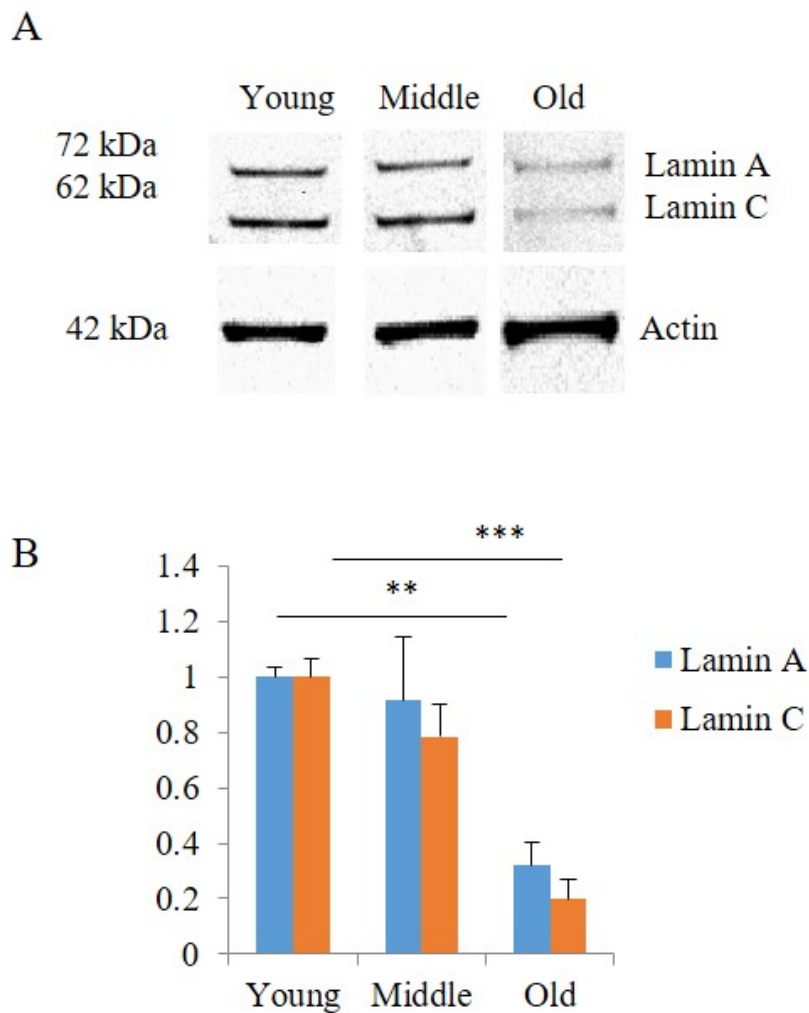 A
Young Middle Old
72 kDa
62 kDa
Lamin A
Lamin C
42 kDa
Actin
B
***
**
1.4
1.2
1
0.8
0.6
0.4
0.2
0
Young Middle Old
Lamin A
Lamin C